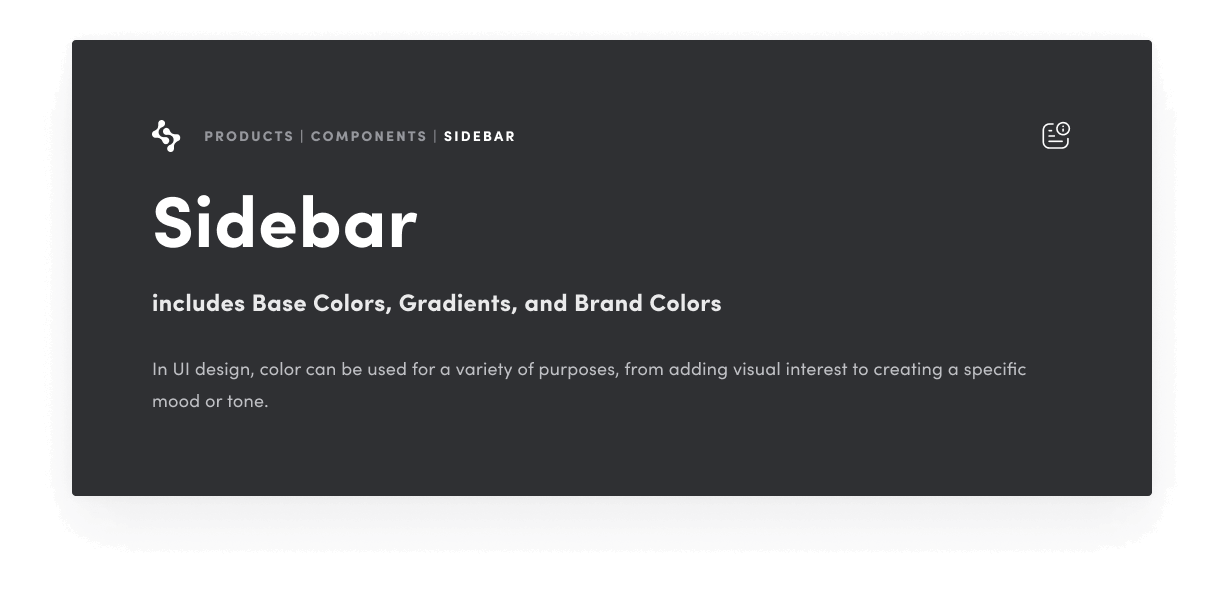 PRODUCTS | COMPONENTS | SIDEBAR
Sidebar
includes Base Colors, Gradients, and Brand Colors
In UI design, color can be used for a variety of purposes, from adding visual interest to creating a specific
mood or tone.